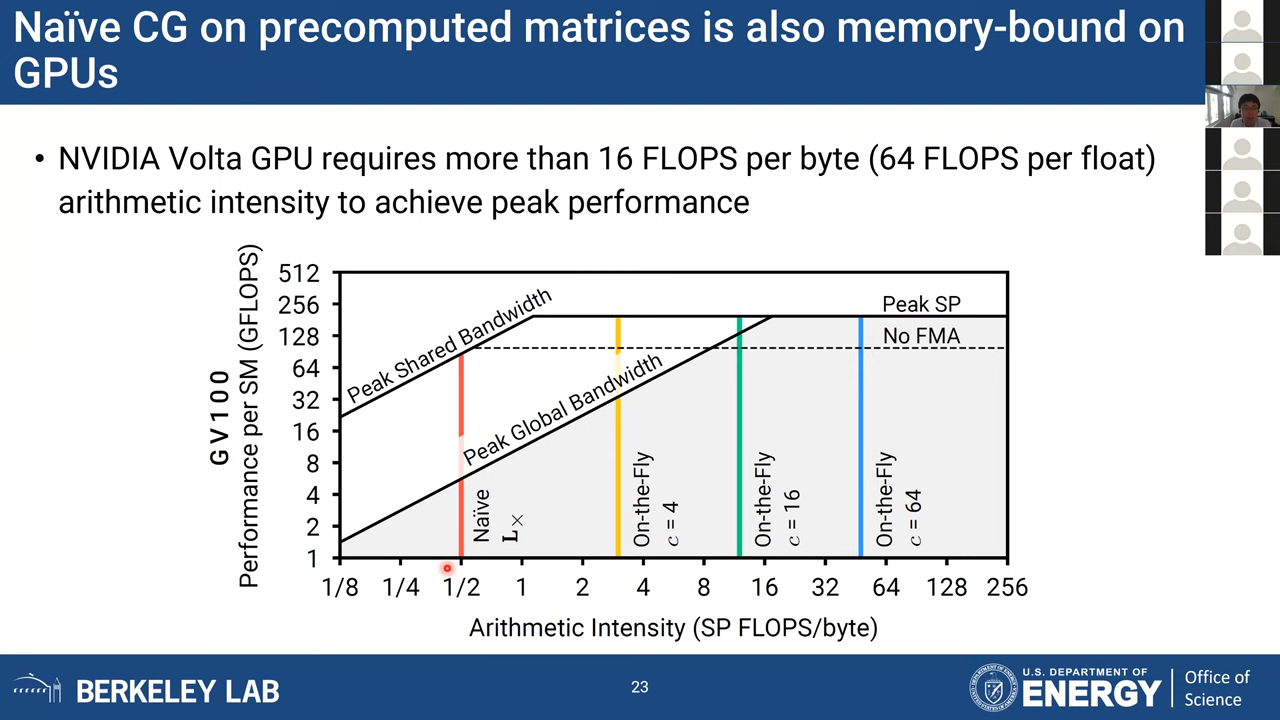 Naïve CG on precomputed matrices is also memory-bound on
GPUs
• NVIDIA Volta GPU requires more than 16 FLOPS per byte (64 FLOPS per float)
arithmetic intensity to achieve peak performance
GV100
Performance per SM (GFLOPS)
512
256
128
64
32
16
8
4
2
1
Peak Shared Bandwidth
Peak Global Bandwidth
Peak SP
No FMA
Naïve
L×
On-the-Fly
c = 4
On-the-Fly
c = 16
On-the-Fly
c = 64
1/8 1/4 1/2 1 2 4 8 16 32 64 128 256
Arithmetic Intensity (SP FLOPS/byte)
BERKELEY LAB
23
U.S. DEPARTMENT OF
ENERGY
Office of
Science